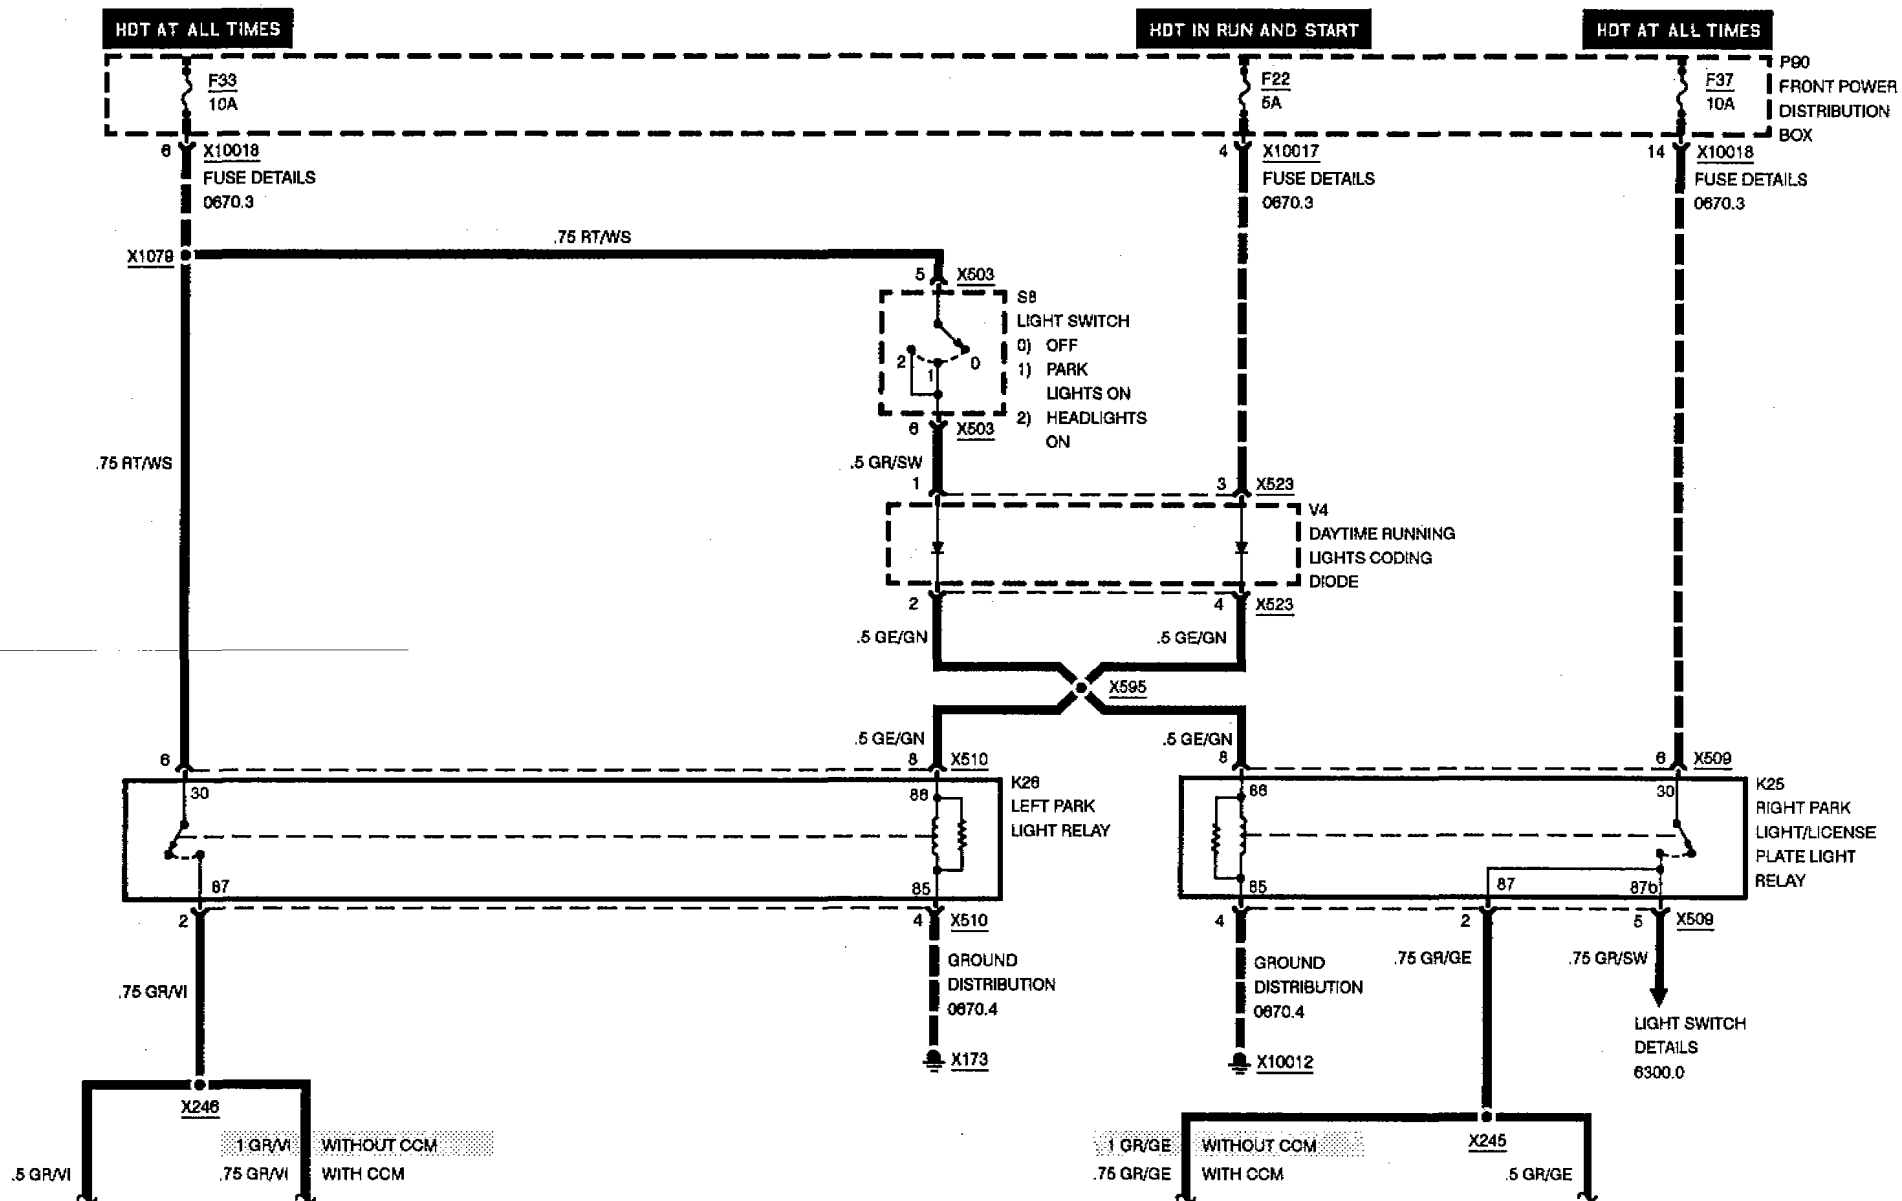 HOT AT ALL TIMES
HOT IN RUN AND START
HOT AT ALL TIMES
F33
10A
F22
5A
F37
10A
P90
FRONT POWER
DISTRIBUTION
BOX
6 X10018
FUSE DETAILS
0670.3
4 X10017
FUSE DETAILS
0670.3
14 X10018
FUSE DETAILS
0670.3
X1079
.75 RT/WS
5 X503
S8
LIGHT SWITCH
0) OFF
1) PARK
LIGHTS ON
2) HEADLIGHTS
ON
2 1 0
6 X503
.75 RT/WS
.5 GR/SW
1
3 X523
V4
DAYTIME RUNNING
LIGHTS CODING
DIODE
2
4 X523
.5 GE/GN
.5 GE/GN
X595
.5 GE/GN
.5 GE/GN
6
8 X510
8
6 X509
30
86
K26
LEFT PARK
LIGHT RELAY
86
30
K25
RIGHT PARK
LIGHT/LICENSE
PLATE LIGHT
RELAY
87
85
85
87
87b
2
4 X510
4
2
5 X509
.75 GR/VI
GROUND
DISTRIBUTION
0670.4
X173
GROUND
DISTRIBUTION
0670.4
X10012
.75 GR/GE
.75 GR/SW
LIGHT SWITCH
DETAILS
6300.0
X246
X245
.5 GR/VI
1 GR/VI WITHOUT CCM
.75 GR/VI WITH CCM
1 GR/GE WITHOUT CCM
.75 GR/GE WITH CCM
.5 GR/GE